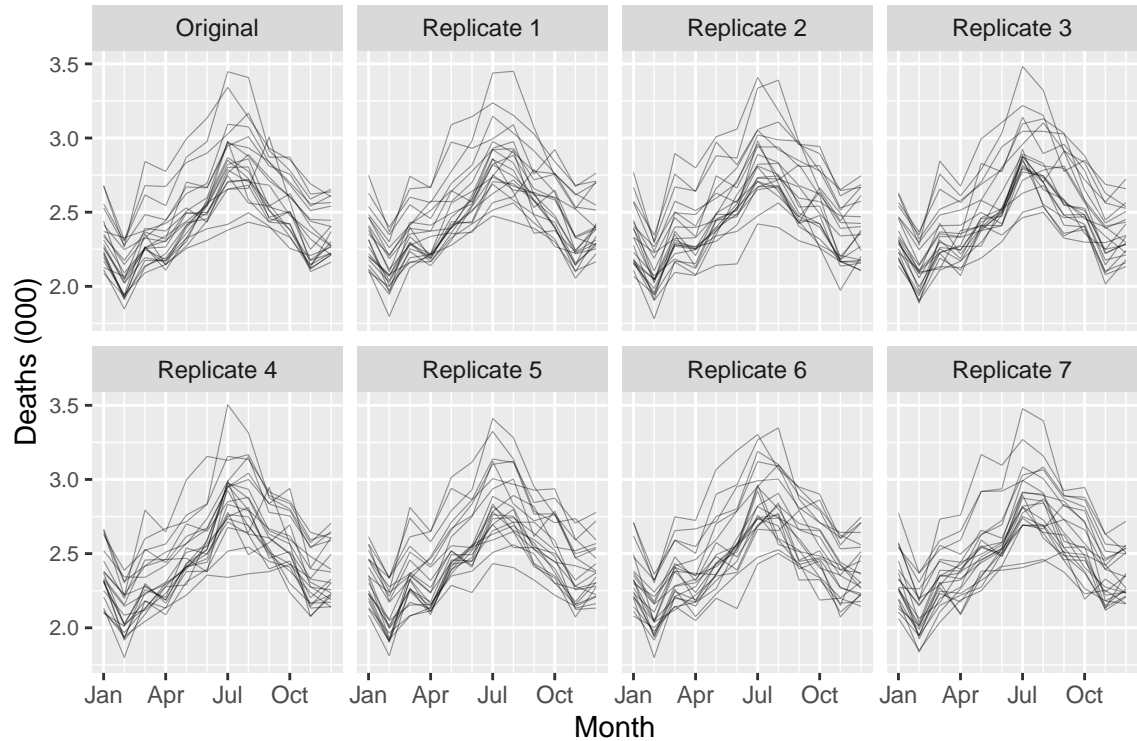 Original Replicate 1 Replicate 2 Replicate 3
3.5
3.0
2.5
2.0
Replicate 4 Replicate 5 Replicate 6 Replicate 7
3.5
3.0
2.5
2.0
Deaths (000)
Jan Apr Jul Oct Jan Apr Jul Oct Jan Apr Jul Oct Jan Apr Jul Oct
Month